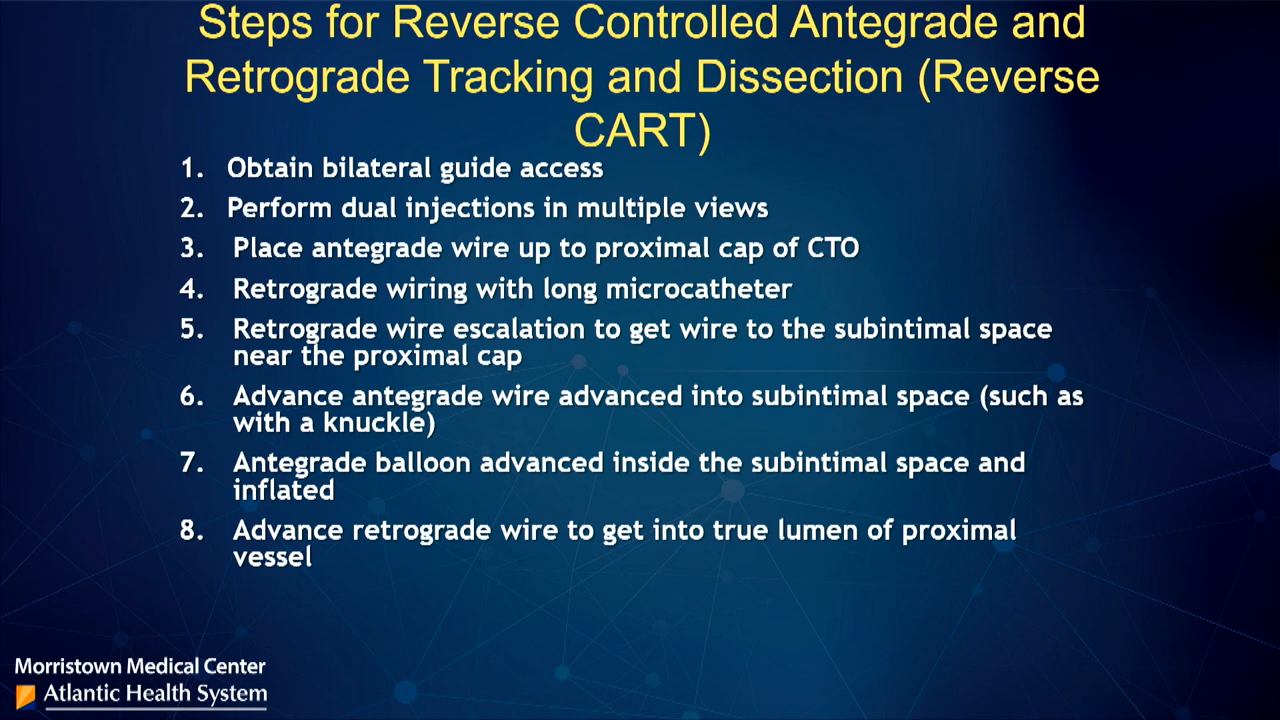 Steps for Reverse Controlled Antegrade and
Retrograde Tracking and Dissection (Reverse
CART)
1. Obtain bilateral guide access
2. Perform dual injections in multiple views
3. Place antegrade wire up to proximal cap of CTO
4. Retrograde wiring with long microcatheter
5. Retrograde wire escalation to get wire to the subintimal space
near the proximal cap
6. Advance antegrade wire advanced into subintimal space (such as
with a knuckle)
7. Antegrade balloon advanced inside the subintimal space and
inflated
8. Advance retrograde wire to get into true lumen of proximal
vessel
Morristown Medical Center
Atlantic Health System